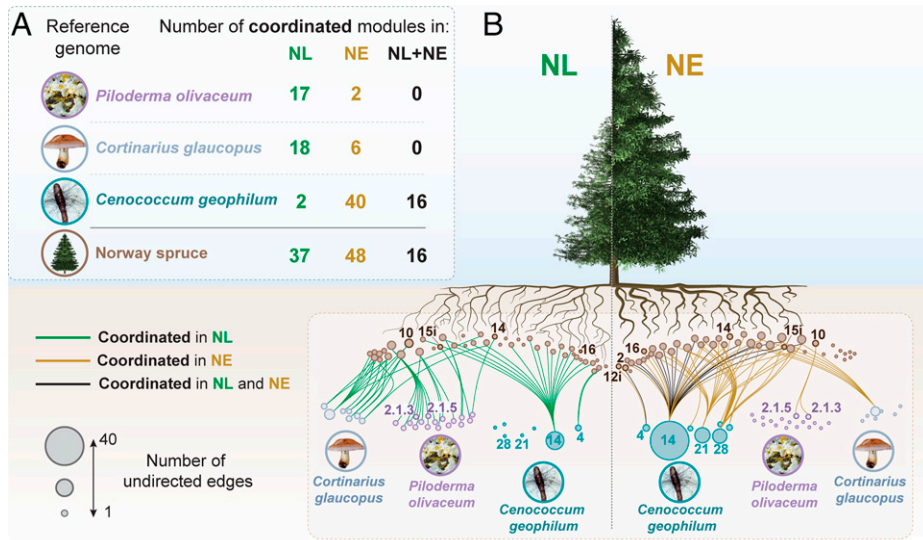 A
Reference
genome
Number of coordinated modules in:
NL NE NL+NE
Piloderma olivaceum 17 2 0
Cortinarius glaucopus 18 6 0
Cenococcum geophilum 2 40 16
Norway spruce 37 48 16
B
NL NE
Coordinated in NL
Coordinated in NE
Coordinated in NL and NE
40
Number of
undirected edges
1
10 15i 14 16 12i 2 16 14 15i 10
2.1.3 2.1.5 28 21 14 4
4 14 21 28 2.1.5 2.1.3
Cortinarius
glaucopus
Piloderma
olivaceum
Cenococcum
geophilum
Cenococcum
geophilum
Piloderma
olivaceum
Cortinarius
glaucopus